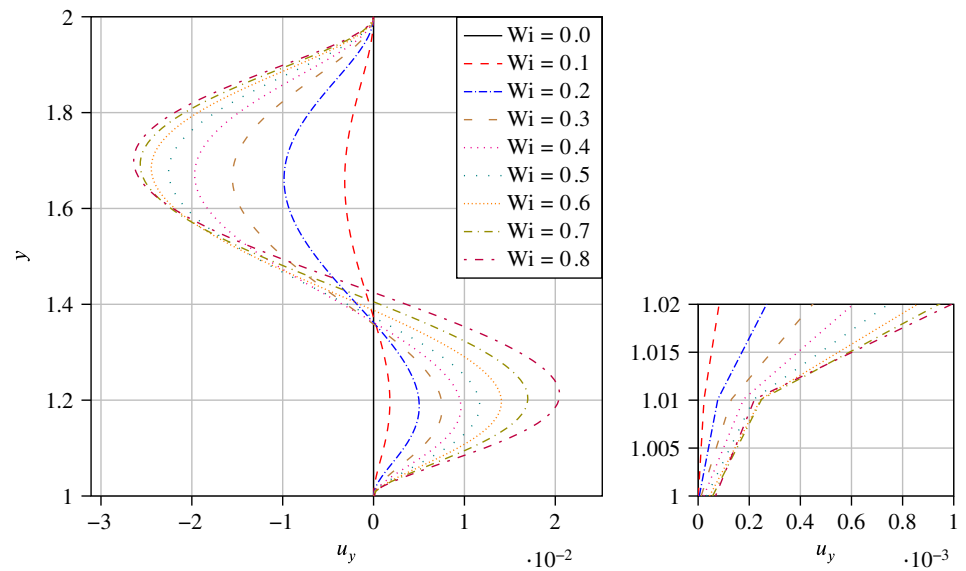 2
1.8
1.6
1.4
1.2
1
y
−3
−2
−1
0
1
2
u_y
·10⁻²
Wi = 0.0
Wi = 0.1
Wi = 0.2
Wi = 0.3
Wi = 0.4
Wi = 0.5
Wi = 0.6
Wi = 0.7
Wi = 0.8
1.02
1.015
1.01
1.005
1
0
0.2
0.4
0.6
0.8
1
u_y
·10⁻³